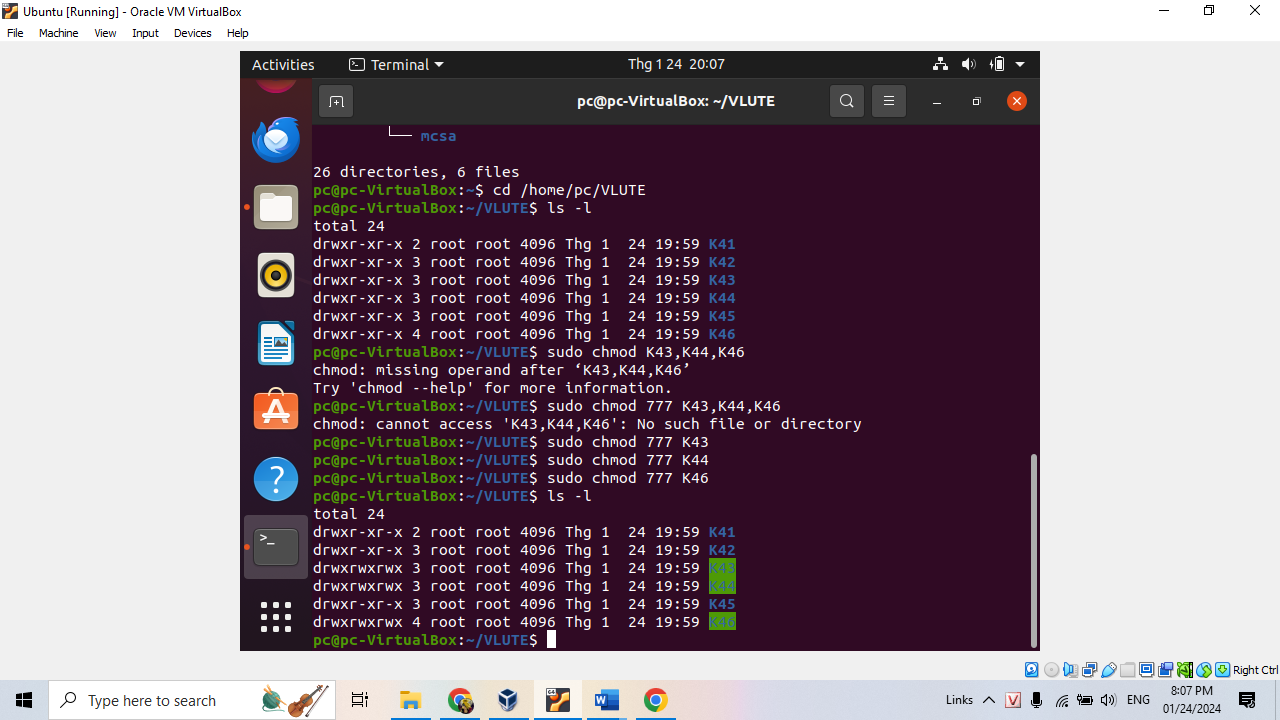 Ubuntu [Running] - Oracle VM VirtualBox
File Machine View Input Devices Help
Activities Terminal Thg 1 24 20:07
pc@pc-VirtualBox: ~/VLUTE
mcsa
26 directories, 6 files
pc@pc-VirtualBox:~$ cd /home/pc/VLUTE
pc@pc-VirtualBox:~/VLUTE$ ls -l
total 24
drwxr-xr-x 2 root root 4096 Thg 1  24 19:59 K41
drwxr-xr-x 3 root root 4096 Thg 1  24 19:59 K42
drwxr-xr-x 3 root root 4096 Thg 1  24 19:59 K43
drwxr-xr-x 3 root root 4096 Thg 1  24 19:59 K44
drwxr-xr-x 3 root root 4096 Thg 1  24 19:59 K45
drwxr-xr-x 4 root root 4096 Thg 1  24 19:59 K46
pc@pc-VirtualBox:~/VLUTE$ sudo chmod K43,K44,K46
chmod: missing operand after ‘K43,K44,K46’
Try 'chmod --help' for more information.
pc@pc-VirtualBox:~/VLUTE$ sudo chmod 777 K43,K44,K46
chmod: cannot access 'K43,K44,K46': No such file or directory
pc@pc-VirtualBox:~/VLUTE$ sudo chmod 777 K43
pc@pc-VirtualBox:~/VLUTE$ sudo chmod 777 K44
pc@pc-VirtualBox:~/VLUTE$ sudo chmod 777 K46
pc@pc-VirtualBox:~/VLUTE$ ls -l
total 24
drwxr-xr-x 2 root root 4096 Thg 1  24 19:59 K41
drwxr-xr-x 3 root root 4096 Thg 1  24 19:59 K42
drwxrwxrwx 3 root root 4096 Thg 1  24 19:59 K43
drwxrwxrwx 3 root root 4096 Thg 1  24 19:59 K44
drwxr-xr-x 3 root root 4096 Thg 1  24 19:59 K45
drwxrwxrwx 4 root root 4096 Thg 1  24 19:59 K46
pc@pc-VirtualBox:~/VLUTE$
Right Ctrl
Type here to search
Links
ENG
8:07 PM
01/24/2024